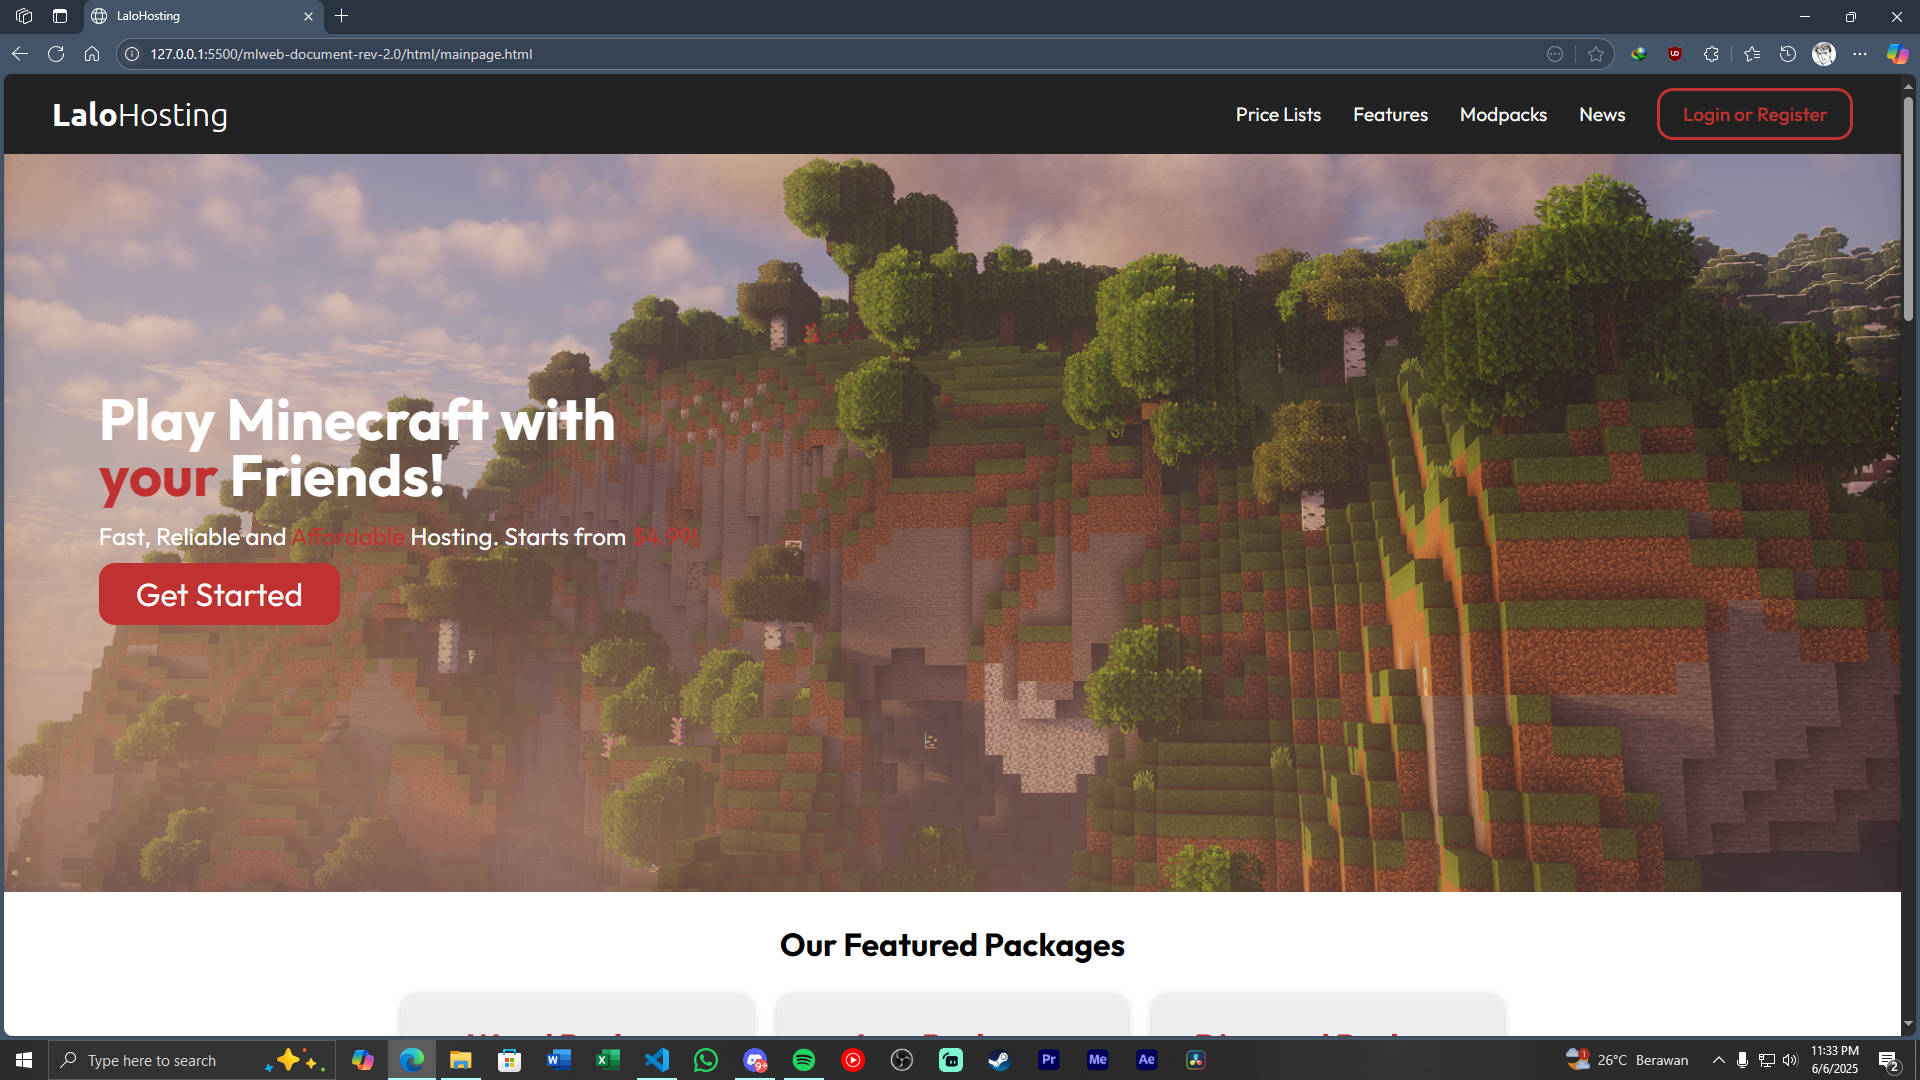 LaloHosting
127.0.0.1:5500/mlweb-document-rev-2.0/html/mainpage.html
LaloHosting
Price Lists
Features
Modpacks
News
Login or Register
Play Minecraft with
your Friends!
Fast, Reliable and Affordable Hosting. Starts from $4.99!
Get Started
Our Featured Packages
Type here to search
9+
Pr
Me
Ae
1
26°C Berawan
11:33 PM
6/6/2025
2